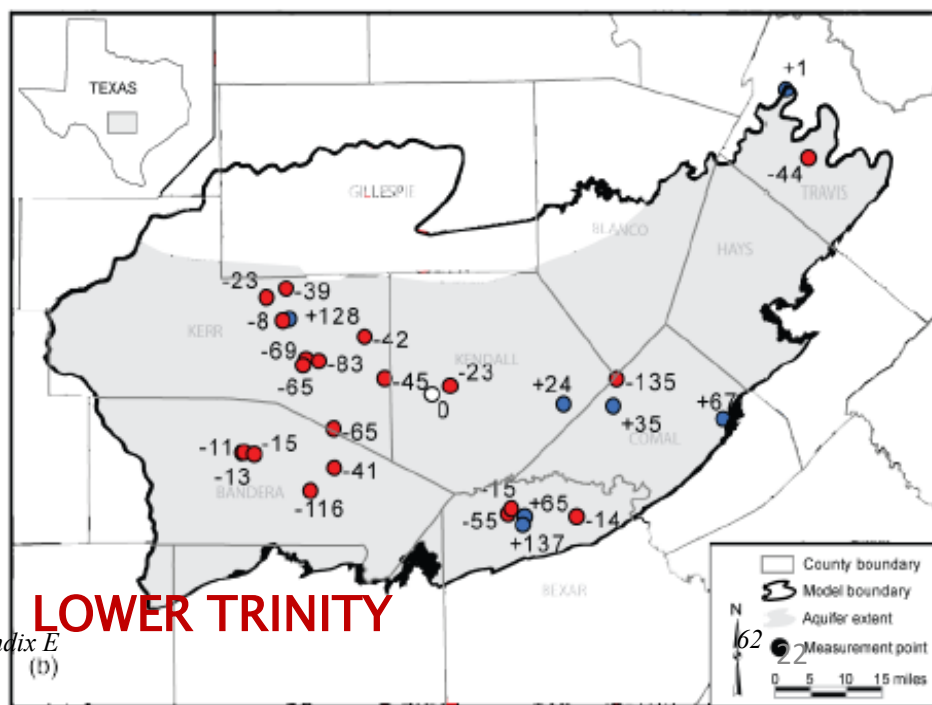 TEXAS
+1
-44
TRAVIS
GILLESPIE
BLANCO
HAYS
-23
-39
-8
+128
KERR
-42
-69
-83
-65
KENDALL
-45
-23
0
+24
-135
+35
+67
COMAL
-65
-11
-15
-13
-41
BANDERA
-116
-15
+65
-55
-14
+137
BEXAR
LOWER TRINITY
ndix E
(b)
County boundary
Model boundary
Aquifer extent
Measurement point
N
62
22
0 5 10 15 miles